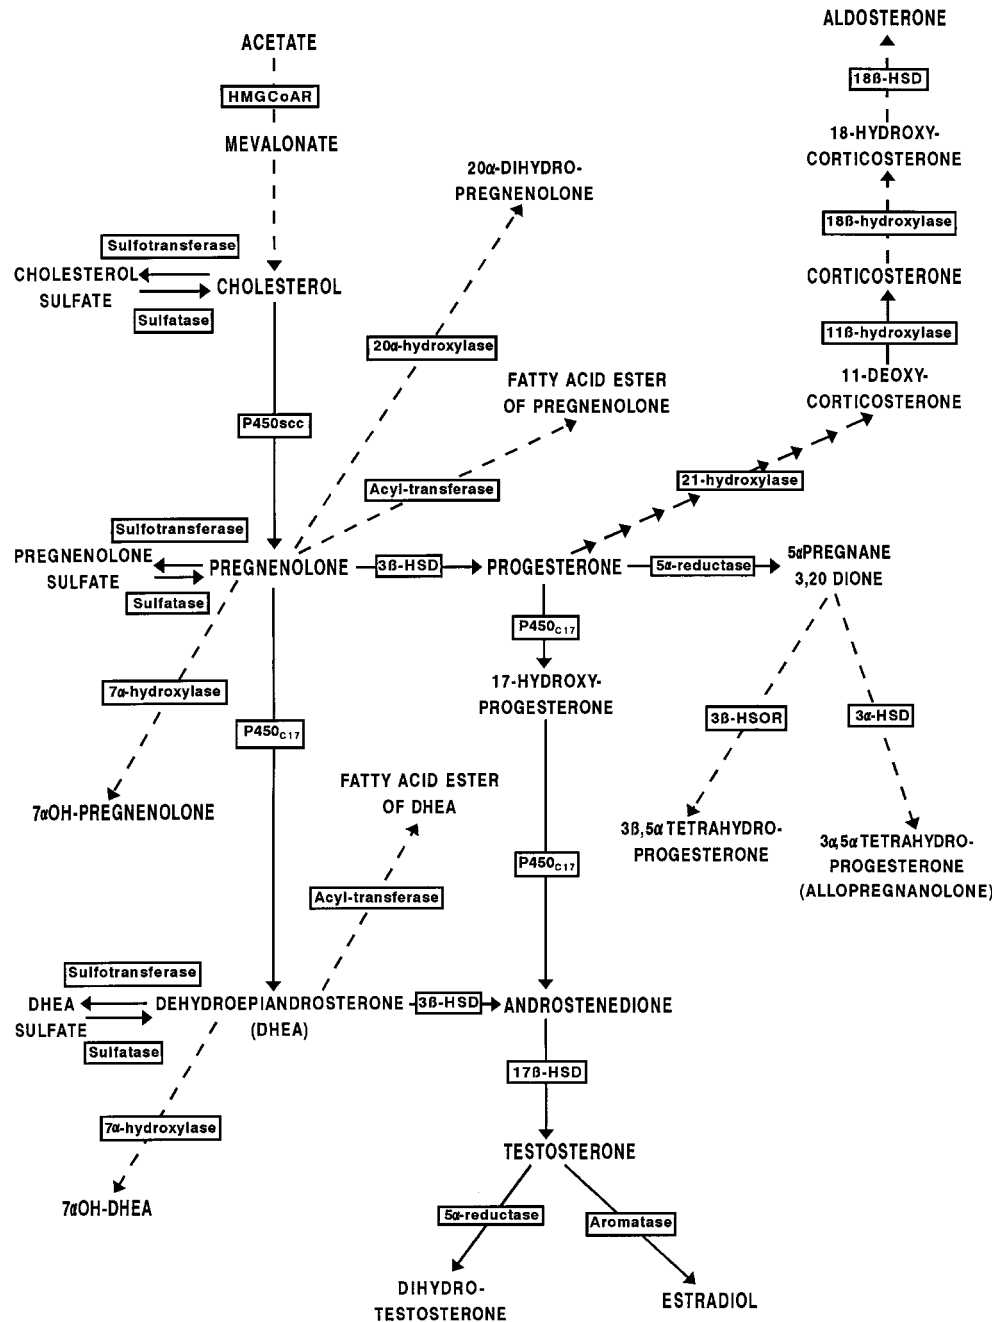 ALDOSTERONE
ACETATE
18ß-HSD
HMGCoAR
18-HYDROXY-
CORTICOSTERONE
MEVALONATE
20α-DIHYDRO-
PREGNENOLONE
18ß-hydroxylase
Sulfotransferase
CHOLESTEROL
SULFATE
CHOLESTEROL
CORTICOSTERONE
Sulfatase
11ß-hydroxylase
20α-hydroxylase
FATTY ACID ESTER
OF PREGNENOLONE
11-DEOXY-
CORTICOSTERONE
P450scc
21-hydroxylase
Acyl-transferase
Sulfotransferase
PREGNENOLONE
SULFATE
PREGNENOLONE
3ß-HSD
PROGESTERONE
5α-reductase
5αPREGNANE
3,20 DIONE
Sulfatase
P450C17
7α-hydroxylase
17-HYDROXY-
PROGESTERONE
3ß-HSOR
3α-HSD
P450C17
FATTY ACID ESTER
OF DHEA
7αOH-PREGNENOLONE
3ß,5α TETRAHYDRO-
PROGESTERONE
3α,5α TETRAHYDRO-
PROGESTERONE
(ALLOPREGNANOLONE)
P450C17
Acyl-transferase
Sulfotransferase
DHEA
SULFATE
DEHYDROEPIANDROSTERONE
(DHEA)
3ß-HSD
ANDROSTENEDIONE
Sulfatase
17ß-HSD
7α-hydroxylase
TESTOSTERONE
7αOH-DHEA
5α-reductase
Aromatase
DIHYDRO-
TESTOSTERONE
ESTRADIOL